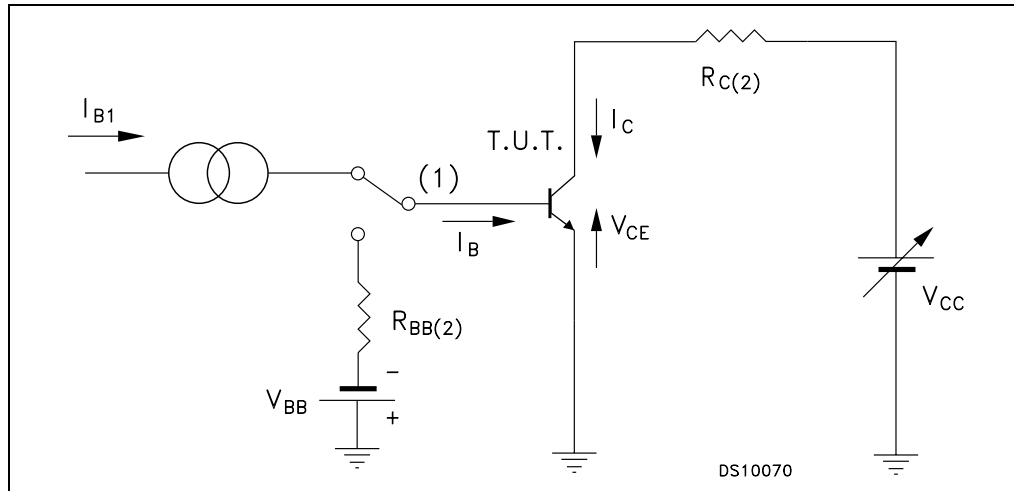 I_B1
(1)
I_B
T.U.T.
I_C
V_CE
R_C(2)
V_CC
R_BB(2)
V_BB
-
+
DS10070